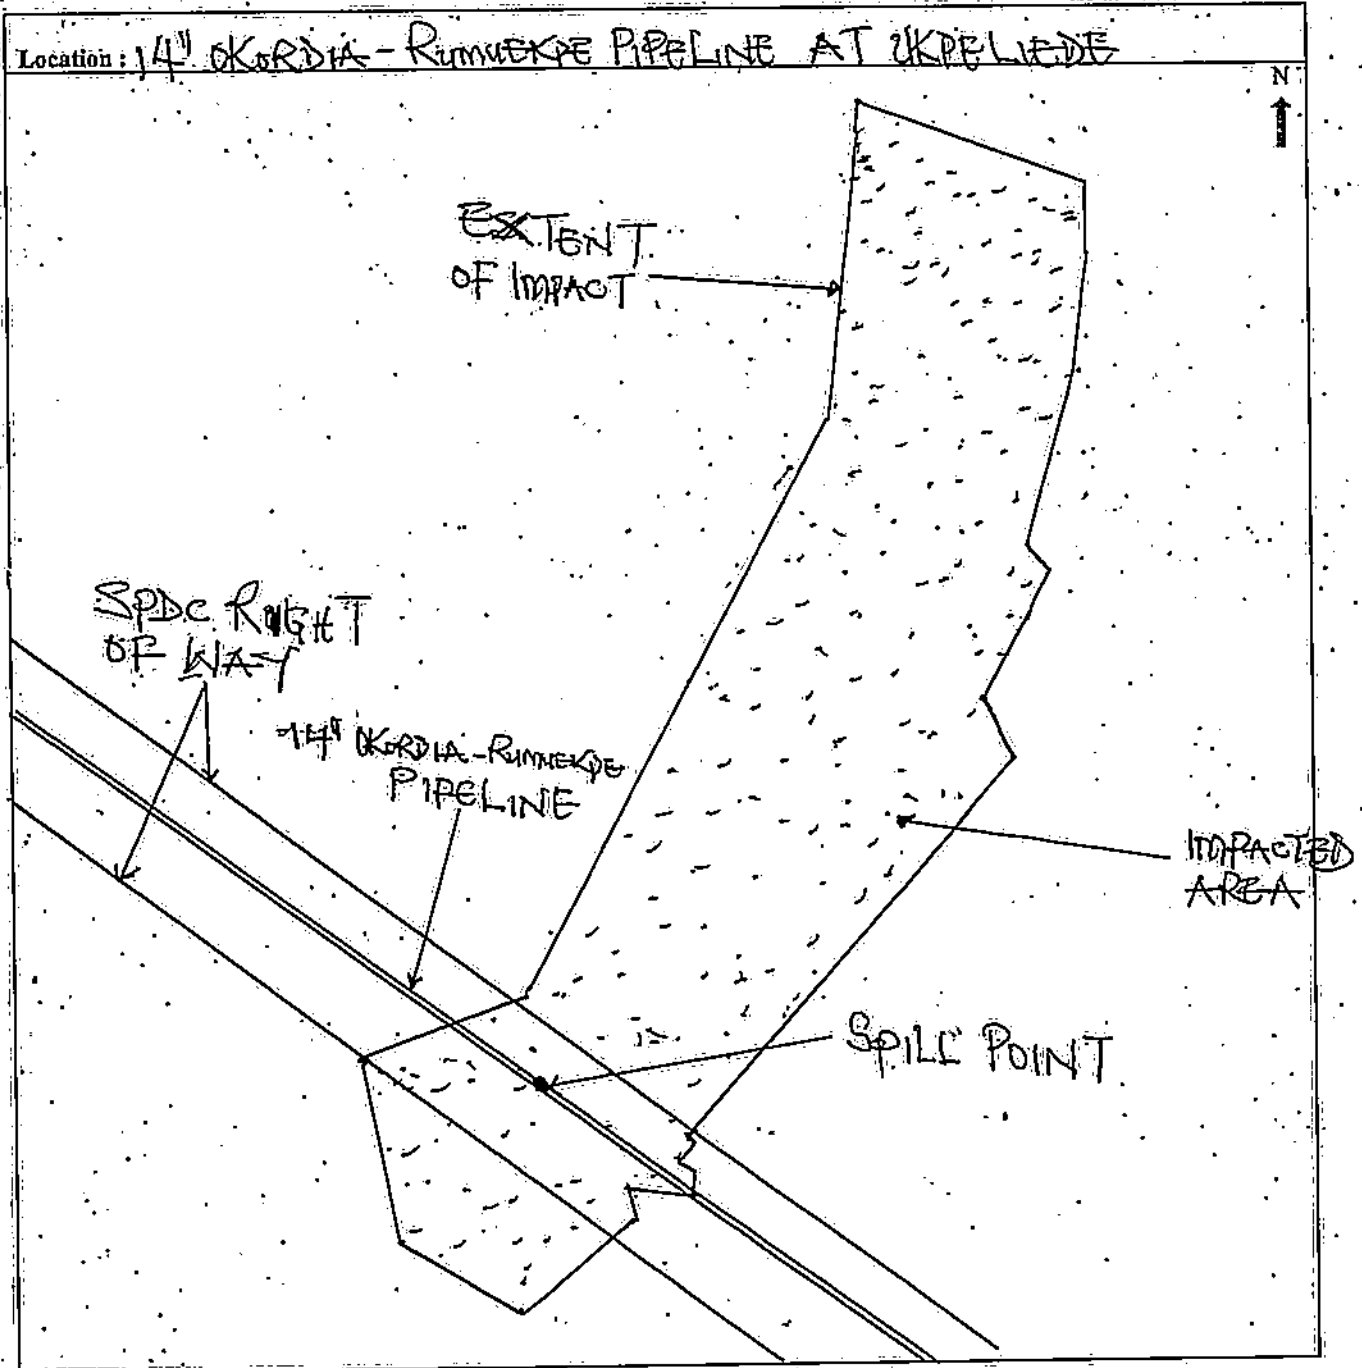 Location : 14" OKORDIA - RUMUEKPE PIPELINE AT UKPELIEDE
N
EXTENT
OF IMPACT
SPDC RIGHT
OF WAY
14" OKORDIA - RUMUEKPE
PIPELINE
IMPACTED
AREA
SPILL POINT